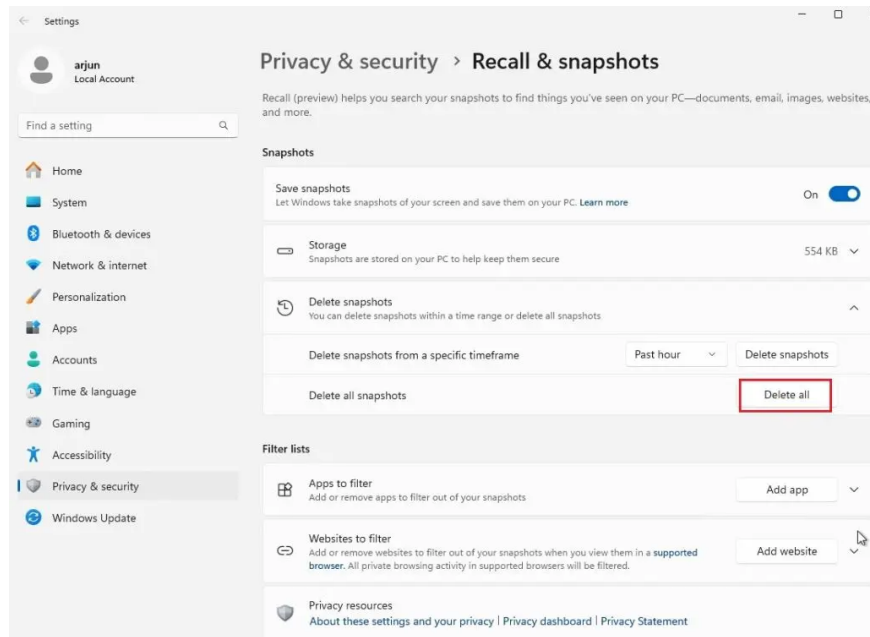 Settings
arjun
Local Account
Find a setting
Home
System
Bluetooth & devices
Network & internet
Personalization
Apps
Accounts
Time & language
Gaming
Accessibility
Privacy & security
Windows Update
Privacy & security > Recall & snapshots
Recall (preview) helps you search your snapshots to find things you've seen on your PC—documents, email, images, websites,
and more.
Snapshots
Save snapshots
Let Windows take snapshots of your screen and save them on your PC. Learn more
On
Storage
Snapshots are stored on your PC to help keep them secure
554 KB
Delete snapshots
You can delete snapshots within a time range or delete all snapshots
Delete snapshots from a specific timeframe
Past hour
Delete snapshots
Delete all snapshots
Delete all
Filter lists
Apps to filter
Add or remove apps to filter out of your snapshots
Add app
Websites to filter
Add or remove websites to filter out of your snapshots when you view them in a supported
browser. All private browsing activity in supported browsers will be filtered.
Add website
Privacy resources
About these settings and your privacy | Privacy dashboard | Privacy Statement